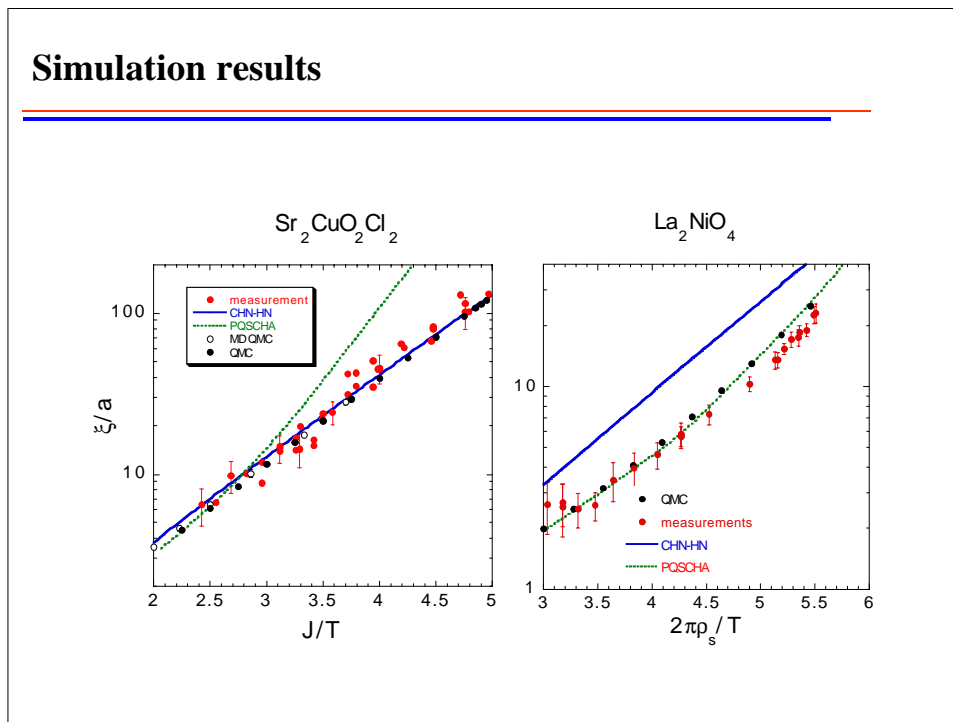 Simulation results
Sr2CuO2Cl2
100
10
ξ/a
measurement
CHN-HN
PQSCHA
MD QMC
QMC
2 2.5 3 3.5 4 4.5 5
J/T
La2NiO4
10
1
QMC
measurements
CHN-HN
PQSCHA
3 3.5 4 4.5 5 5.5 6
2πρs/T